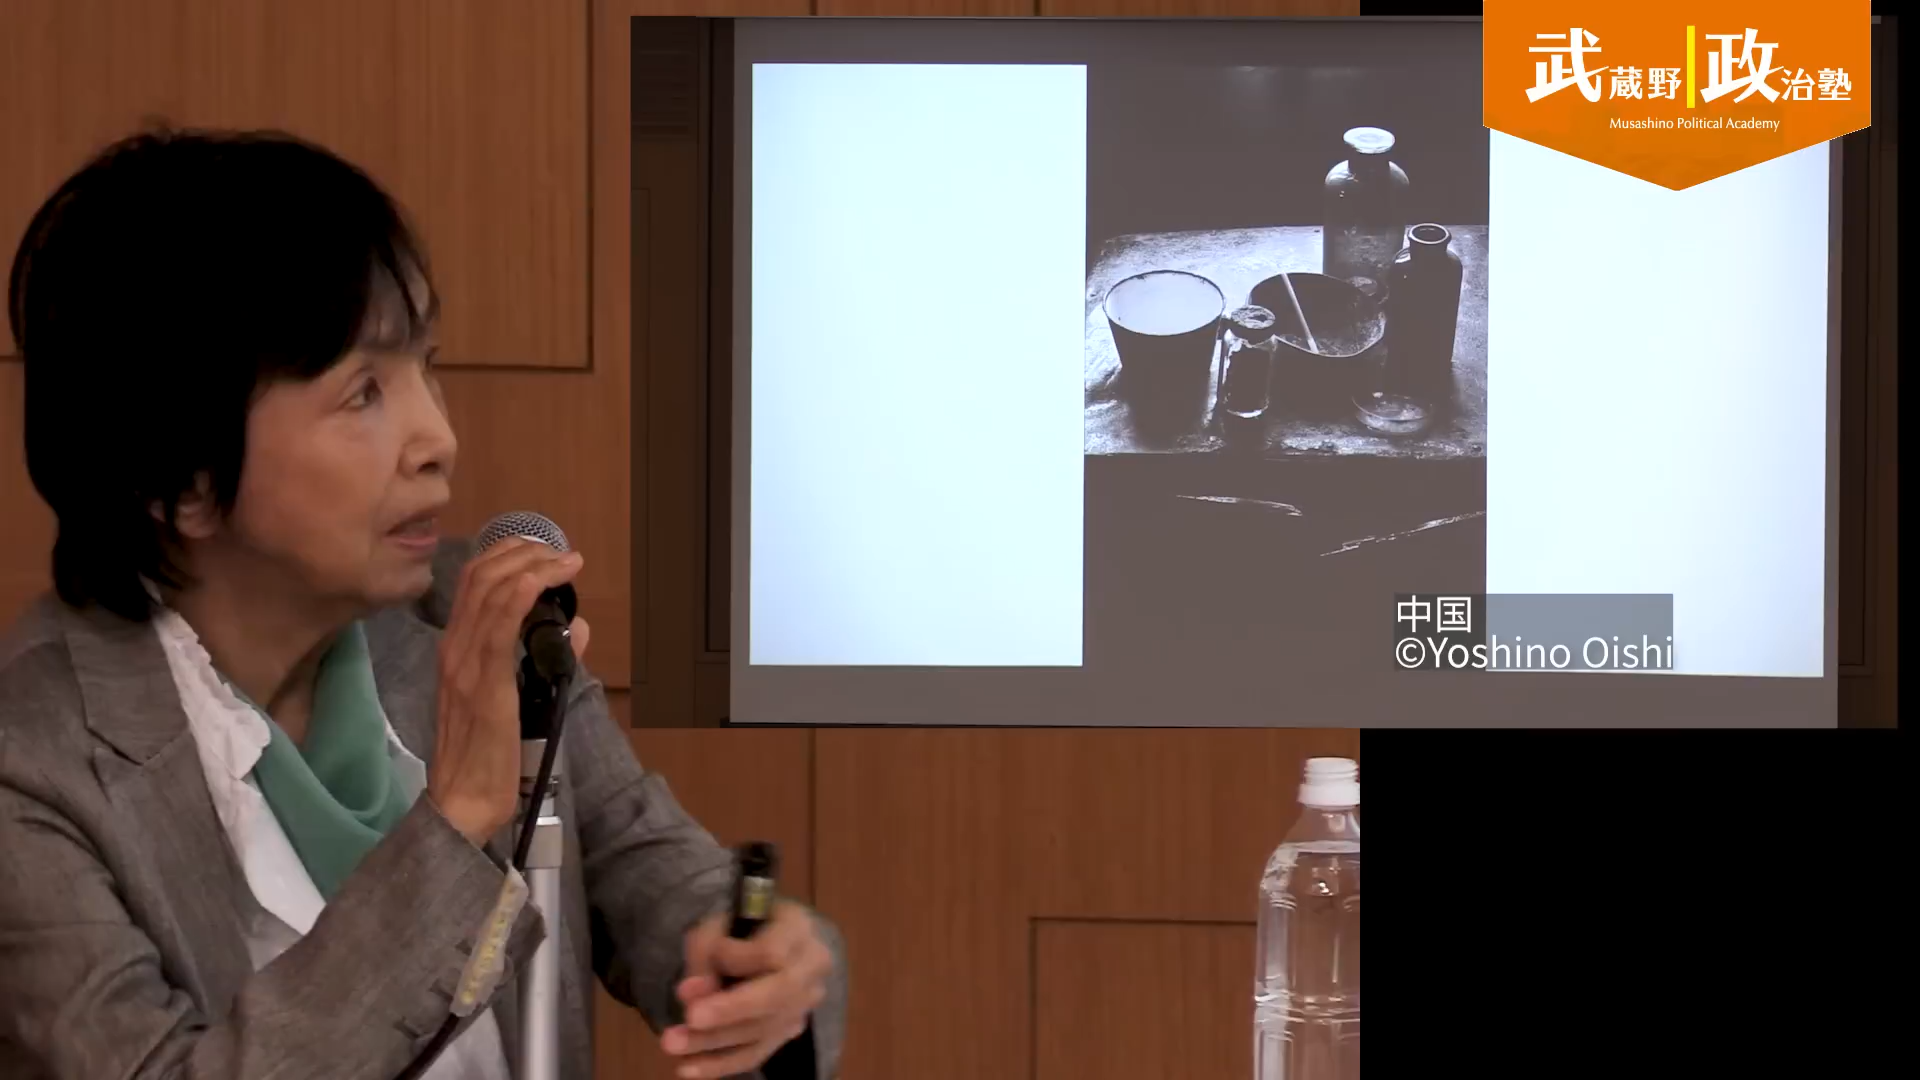 武蔵野政治塾
Musashino Political Academy
中国
©Yoshino Oishi